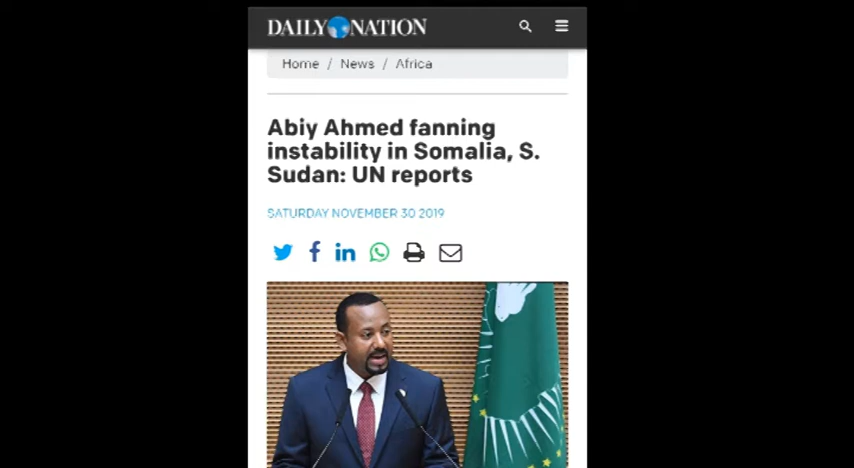 DAILY NATION
Home / News / Africa
Abiy Ahmed fanning
instability in Somalia, S.
Sudan: UN reports
SATURDAY NOVEMBER 30 2019